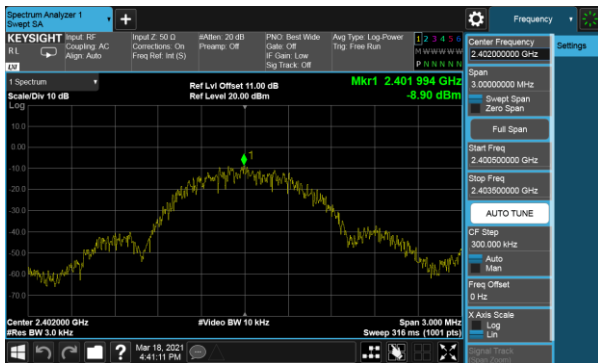 Spectrum Analyzer 1
Swept SA
Frequency
KEYSIGHT
R L
Input: RF
Coupling: AC
Align: Auto
Input Z: 50 Ω
Corrections: On
Freq Ref: Int (S)
#Atten: 20 dB
Preamp: Off
PNO: Best Wide
Gate: Off
IF Gain: Low
Sig Track: Off
Avg Type: Log-Power
Trig: Free Run
1 2 3 4 5 6
M W W W W W
P N N N N N
LXI
1 Spectrum
Scale/Div 10 dB
Log
Ref Lvl Offset 11.00 dB
Ref Level 20.00 dBm
Mkr1 2.401 994 GHz
-8.90 dBm
1
10.0
0.00
-10.0
-20.0
-30.0
-40.0
-50.0
-60.0
-70.0
Center 2.402000 GHz
#Res BW 3.0 kHz
#Video BW 10 kHz
Span 3.000 MHz
Sweep 316 ms (1001 pts)
Mar 18, 2021
4:41:11 PM
Center Frequency
2.402000000 GHz
Span
3.00000000 MHz
Swept Span
Zero Span
Full Span
Start Freq
2.400500000 GHz
Stop Freq
2.403500000 GHz
AUTO TUNE
CF Step
300.000 kHz
Auto
Man
Freq Offset
0 Hz
X Axis Scale
Log
Lin
Signal Track
(Span Zoom)
Settings